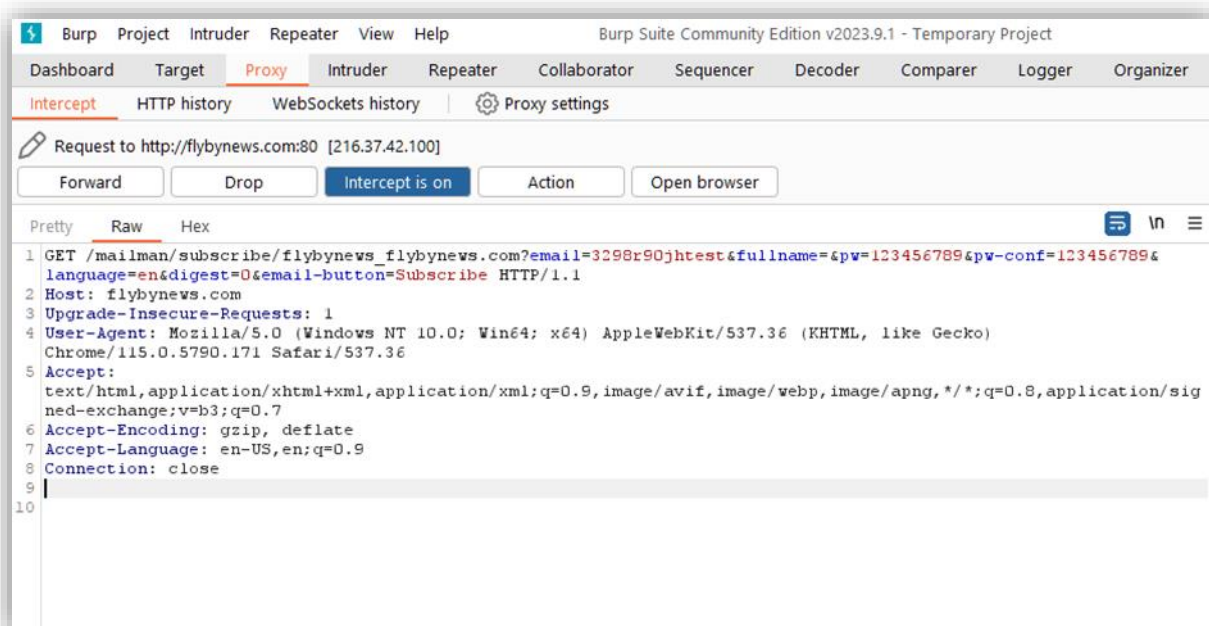 Burp Project Intruder Repeater View Help Burp Suite Community Edition v2023.9.1 - Temporary Project
Dashboard Target Proxy Intruder Repeater Collaborator Sequencer Decoder Comparer Logger Organizer
Intercept HTTP history WebSockets history Proxy settings
Request to http://flybynews.com:80 [216.37.42.100]
Forward Drop Intercept is on Action Open browser
Pretty Raw Hex \n
1 GET /mailman/subscribe/flybynews_flybynews.com?email=3298r90jhtest&fullname=&pw=123456789&pw-conf=123456789&
language=en&digest=0&email-button=Subscribe HTTP/1.1
2 Host: flybynews.com
3 Upgrade-Insecure-Requests: 1
4 User-Agent: Mozilla/5.0 (Windows NT 10.0; Win64; x64) AppleWebKit/537.36 (KHTML, like Gecko)
Chrome/115.0.5790.171 Safari/537.36
5 Accept:
text/html,application/xhtml+xml,application/xml;q=0.9,image/avif,image/webp,image/apng,*/*;q=0.8,application/sig
ned-exchange;v=b3;q=0.7
6 Accept-Encoding: gzip, deflate
7 Accept-Language: en-US,en;q=0.9
8 Connection: close
9
10